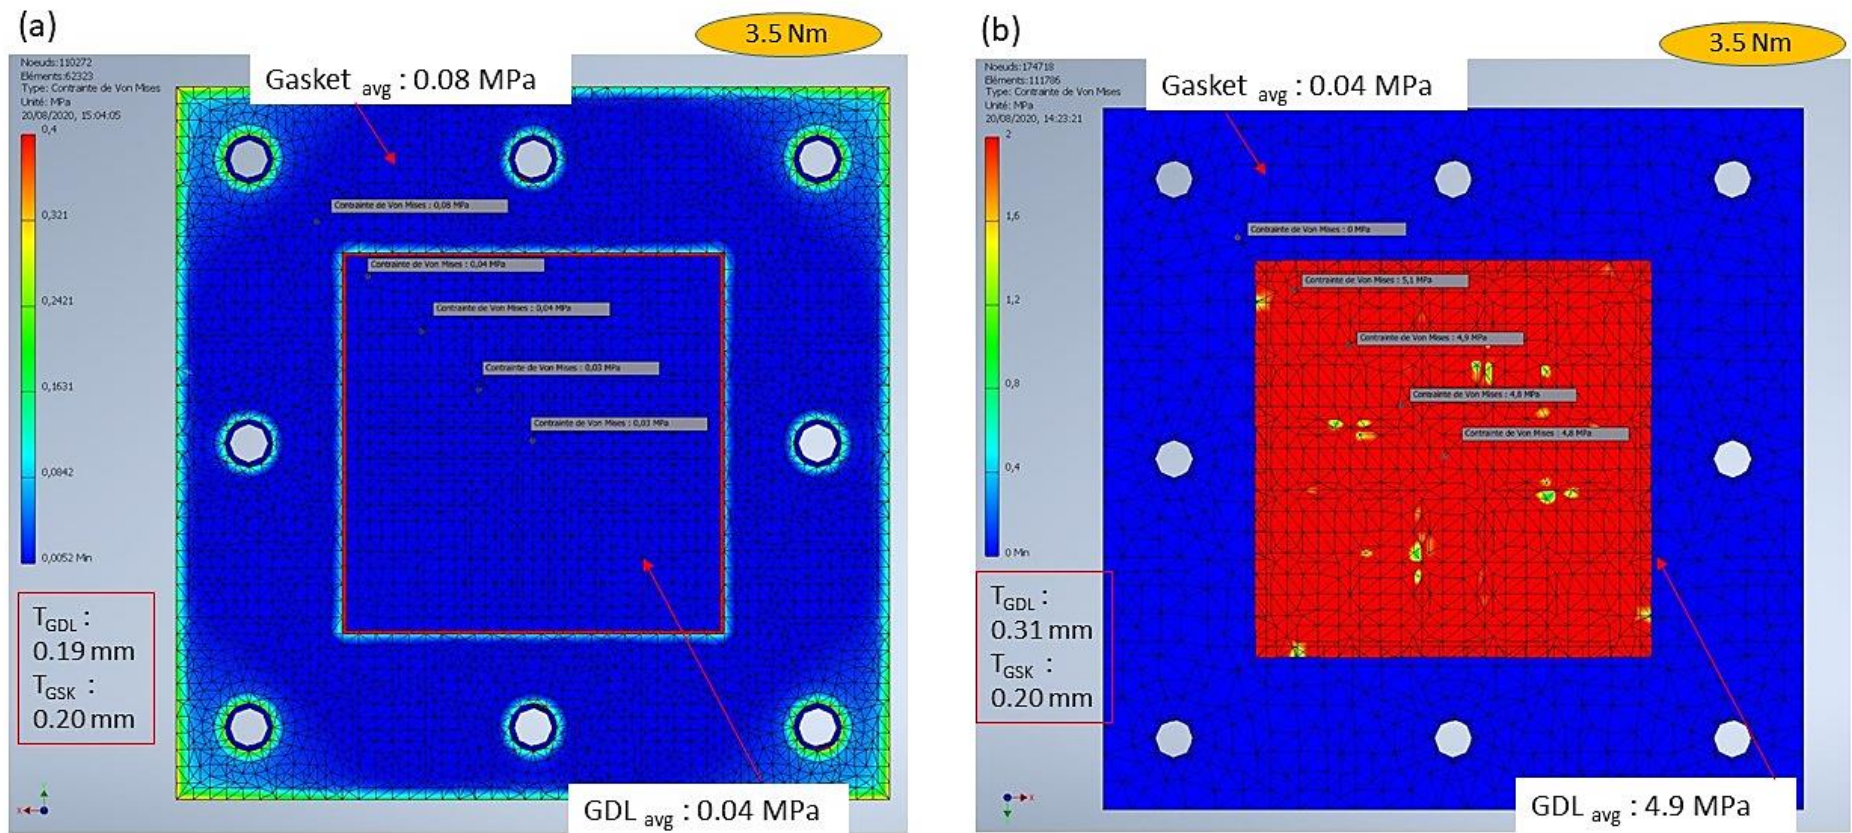 (a)
3.5 Nm
Noeuds:110272
Eléments:62323
Type: Contrainte de Von Mises
Unité: MPa
20/08/2020, 15:04:05
0,4
0,321
0,2421
0,1631
0,0842
0,0052 Min
Gasket avg : 0.08 MPa
Contrainte de Von Mises : 0,08 MPa
Contrainte de Von Mises : 0,04 MPa
Contrainte de Von Mises : 0,04 MPa
Contrainte de Von Mises : 0,03 MPa
Contrainte de Von Mises : 0,03 MPa
TGDL :
0.19 mm
TGSK :
0.20 mm
GDL avg : 0.04 MPa
X
Y
(b)
3.5 Nm
Noeuds:174718
Eléments:111786
Type: Contrainte de Von Mises
Unité: MPa
20/08/2020, 14:23:21
2
1,6
1,2
0,8
0,4
0 Min
Gasket avg : 0.04 MPa
Contrainte de Von Mises : 0 MPa
Contrainte de Von Mises : 5,1 MPa
Contrainte de Von Mises : 4,9 MPa
Contrainte de Von Mises : 4,8 MPa
Contrainte de Von Mises : 4,8 MPa
TGDL :
0.31 mm
TGSK :
0.20 mm
GDL avg : 4.9 MPa
X